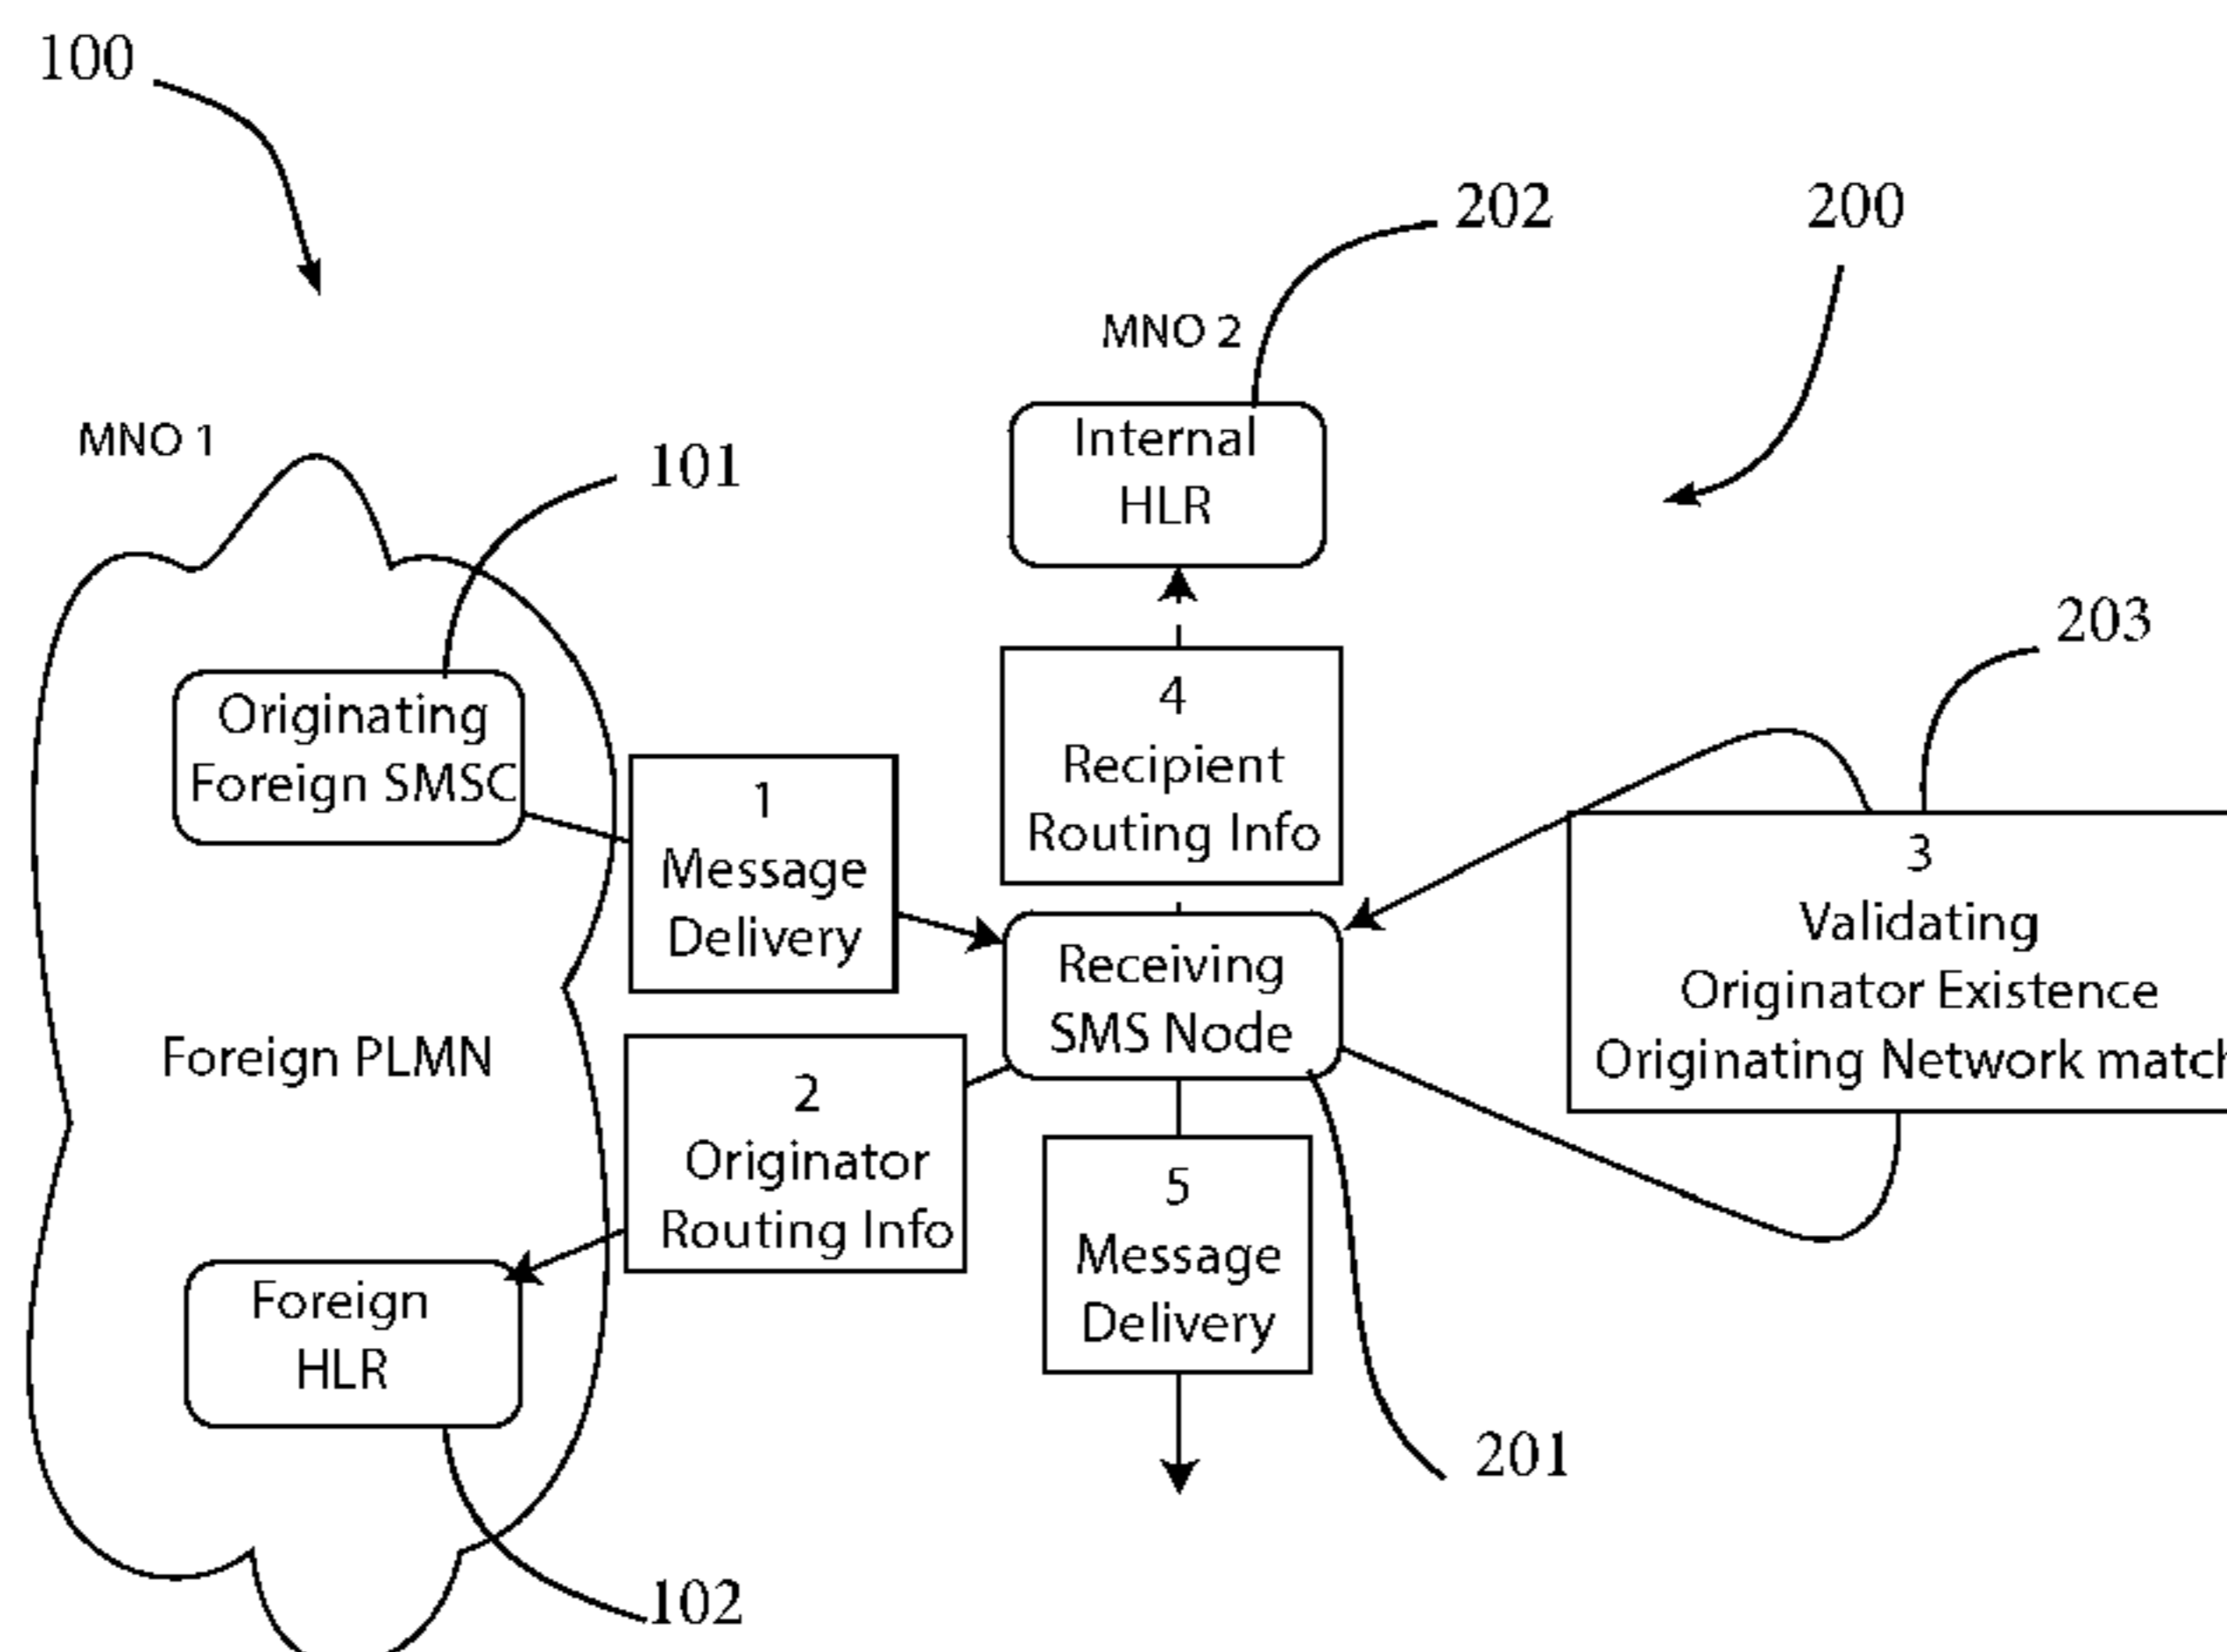 100
202
200
MNO 2
MNO 1
Internal
HLR
101
203
Originating
Foreign SMSC
4
Recipient
Routing Info
1
Message
Delivery
3
Validating
Originator Existence
Originating Network match
Receiving
SMS Node
Foreign PLMN
2
Originator
Routing Info
5
Message
Delivery
Foreign
HLR
201
102